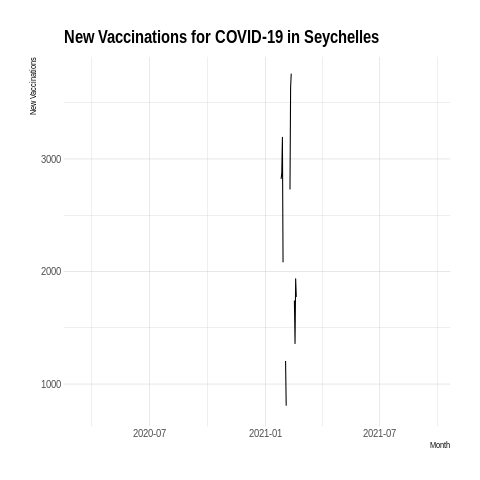 New Vaccinations for COVID-19 in Seychelles
New Vaccinations
3000
2000
1000
2020-07
2021-01
2021-07
Month